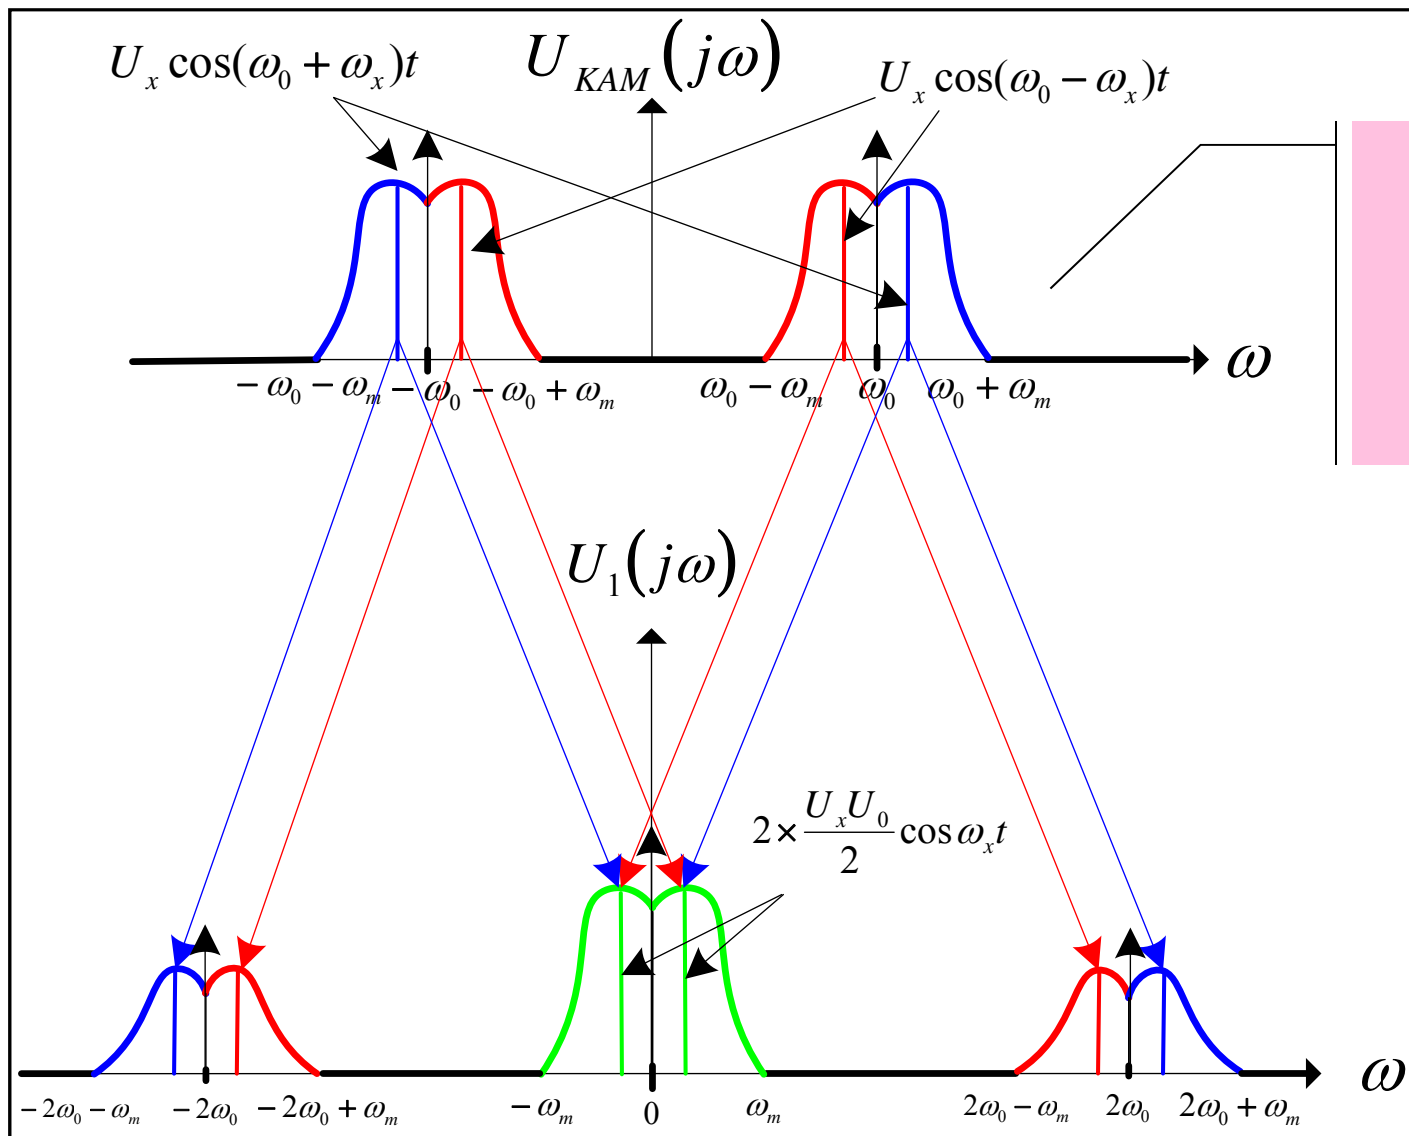 U_x cos(ω_0 + ω_x)t
U_KAM(jω)
U_x cos(ω_0 − ω_x)t
ω
−ω_0 − ω_m
−ω_0
−ω_0 + ω_m
ω_0 − ω_m
ω_0
ω_0 + ω_m
U_1(jω)
2 × U_x U_0 / 2 cos ω_x t
ω
−2ω_0 − ω_m
−2ω_0
−2ω_0 + ω_m
−ω_m
0
ω_m
2ω_0 − ω_m
2ω_0
2ω_0 + ω_m